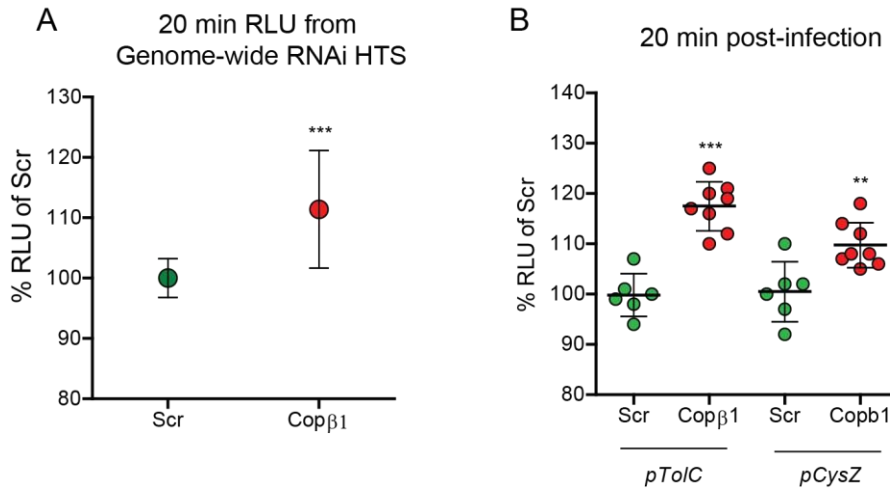 A
20 min RLU from
Genome-wide RNAi HTS
% RLU of Scr
130
120
110
100
90
80
***
Scr
Copβ1
B
20 min post-infection
% RLU of Scr
140
130
120
110
100
90
80
***
**
Scr
Copβ1
Scr
Copb1
pTolC
pCysZ